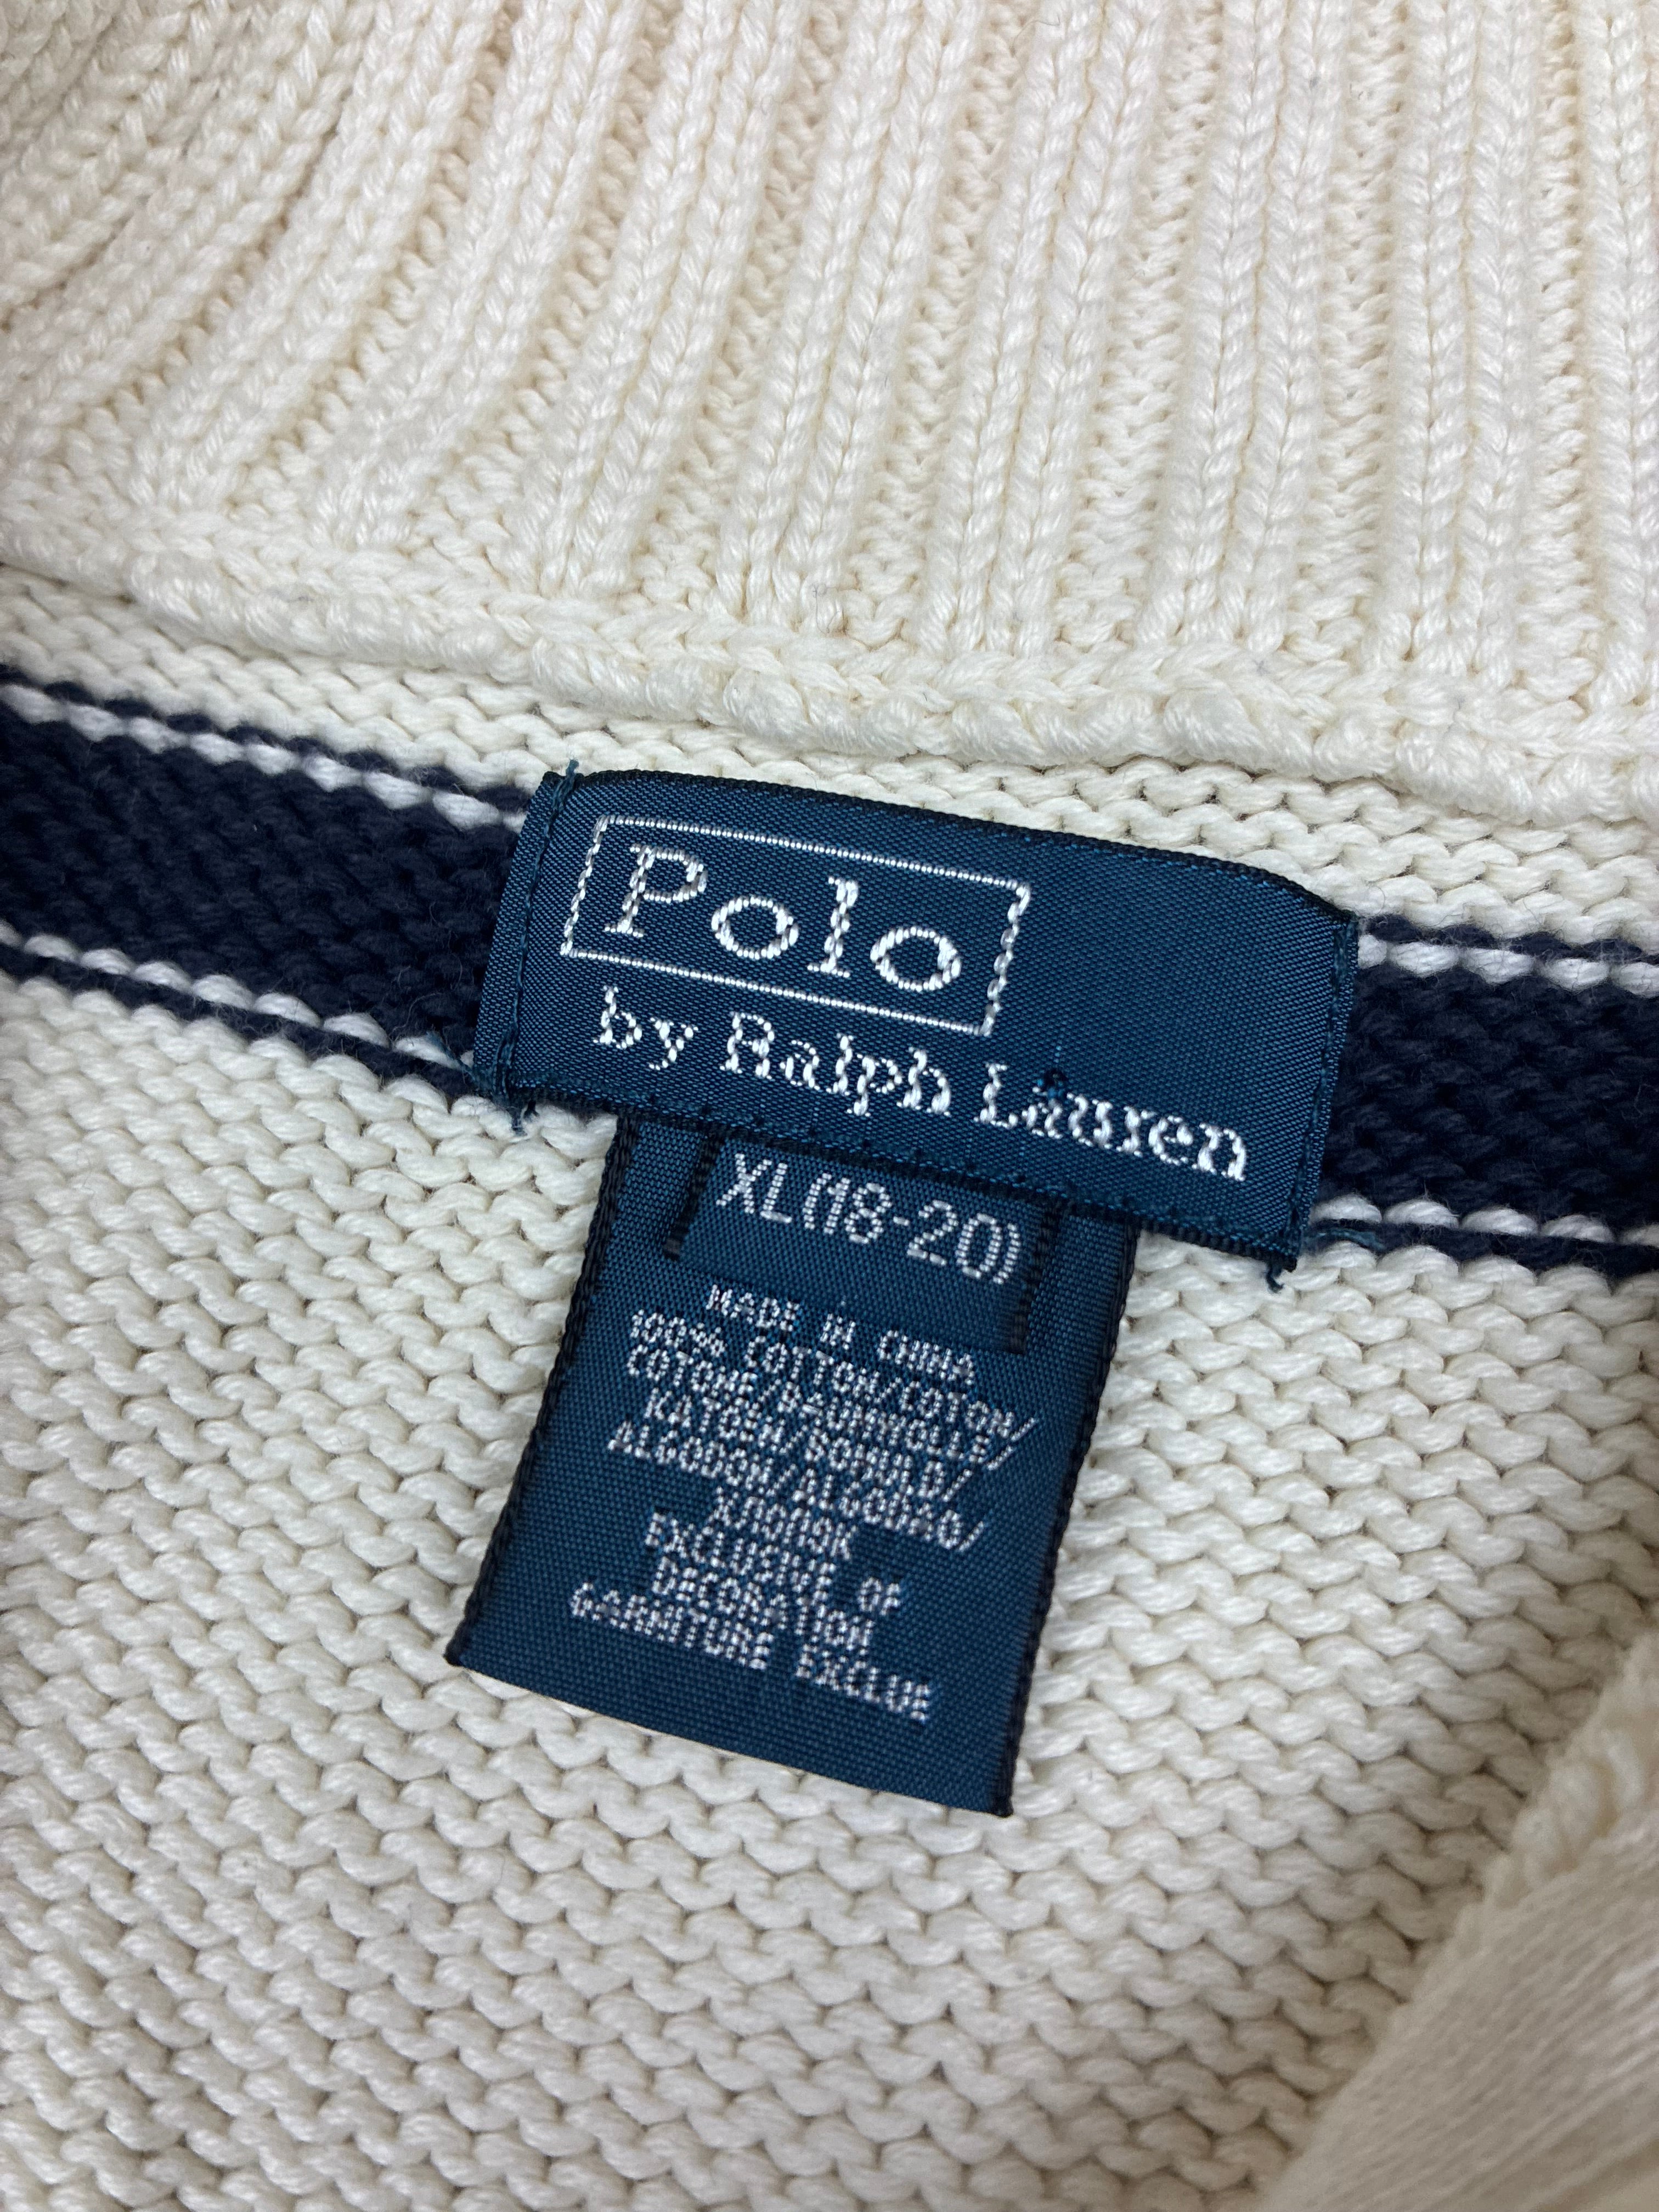 Polo
by Ralph Lauren
XL(18-20)
MADE IN CHINA
100% COTTON/COTON/
COTONE/BAUMWOLLE/
KATOEN/BOMULD/
ALGODON/ALGODAO/
EXCLUSIVE OF
DECORATION
GARNITURE EXCLUE